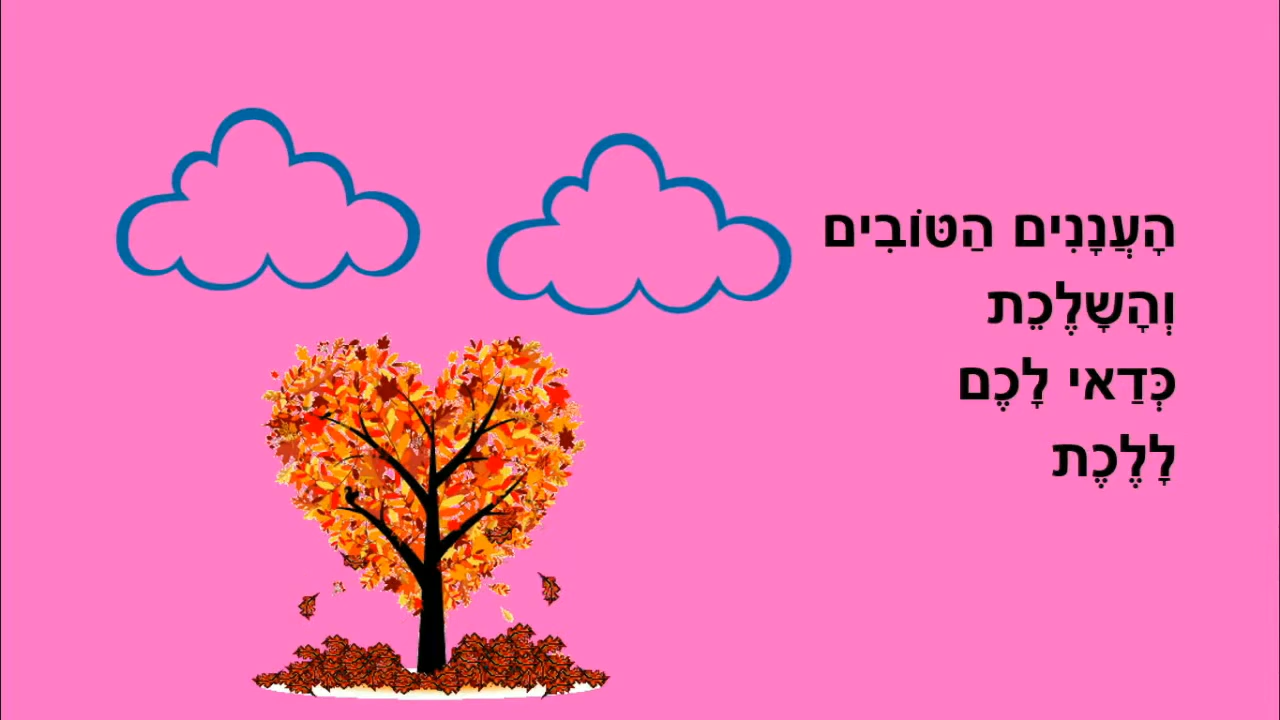 הָעֲנָנִים הַטּוֹבִים
וְהָשָלֶכֵת
כְּדַאי לָכֶם
לָלֶכֶת